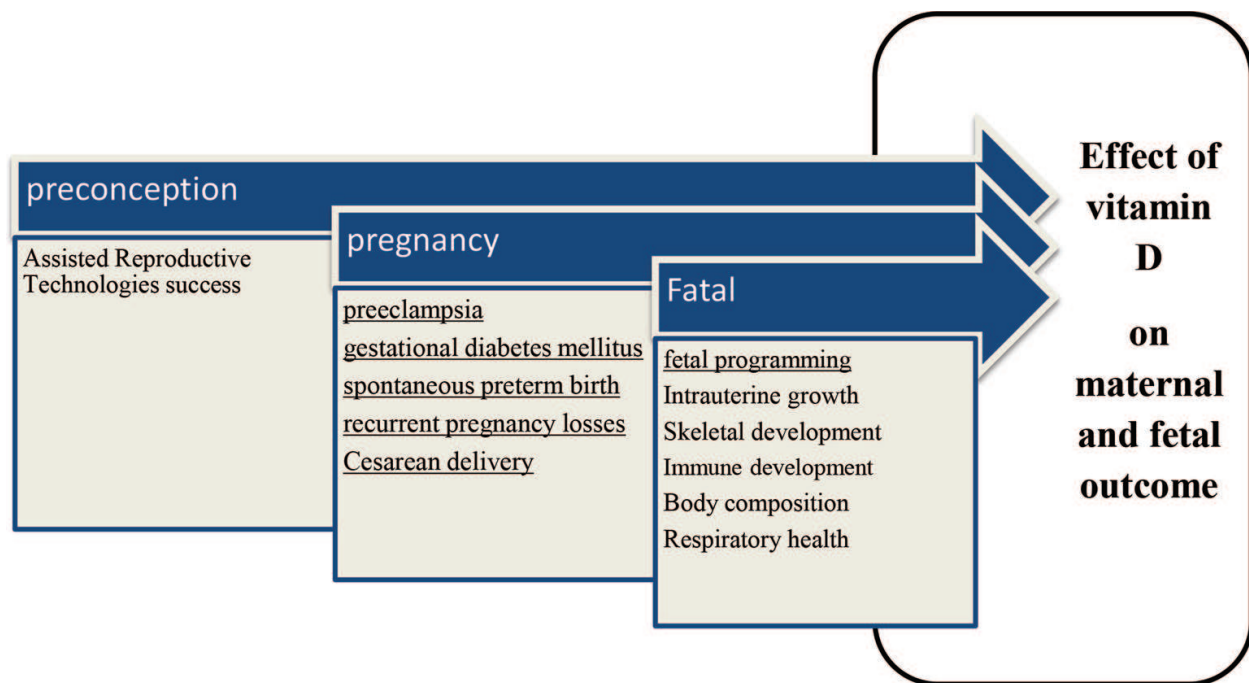 preconception
Assisted Reproductive
Technologies success
pregnancy
preeclampsia
gestational diabetes mellitus
spontaneous preterm birth
recurrent pregnancy losses
Cesarean delivery
Fatal
fetal programming
Intrauterine growth
Skeletal development
Immune development
Body composition
Respiratory health
Effect of
vitamin
D
on
maternal
and fetal
outcome